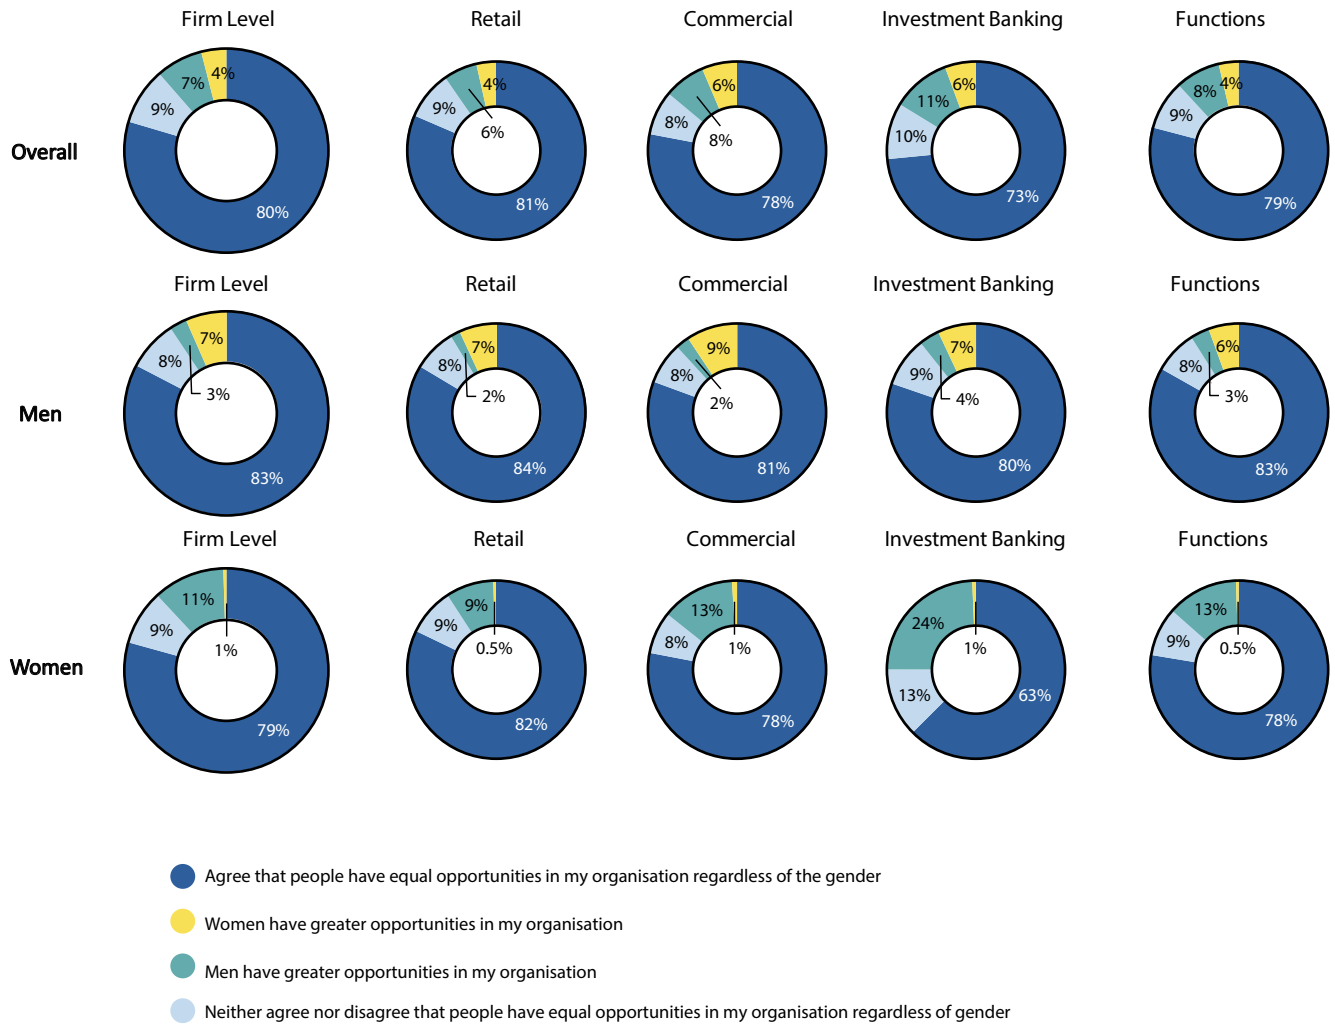 Firm Level
Retail
Commercial
Investment Banking
Functions
Overall
9%
7%
4%
80%
9%
6%
4%
81%
8%
8%
6%
78%
10%
11%
6%
73%
9%
8%
4%
79%
Firm Level
Retail
Commercial
Investment Banking
Functions
Men
8%
3%
7%
83%
8%
2%
7%
84%
8%
2%
9%
81%
9%
4%
7%
80%
8%
3%
6%
83%
Firm Level
Retail
Commercial
Investment Banking
Functions
Women
9%
11%
1%
79%
9%
9%
0.5%
82%
8%
13%
1%
78%
13%
24%
1%
63%
9%
13%
0.5%
78%
Agree that people have equal opportunities in my organisation regardless of the gender
Women have greater opportunities in my organisation
Men have greater opportunities in my organisation
Neither agree nor disagree that people have equal opportunities in my organisation regardless of gender